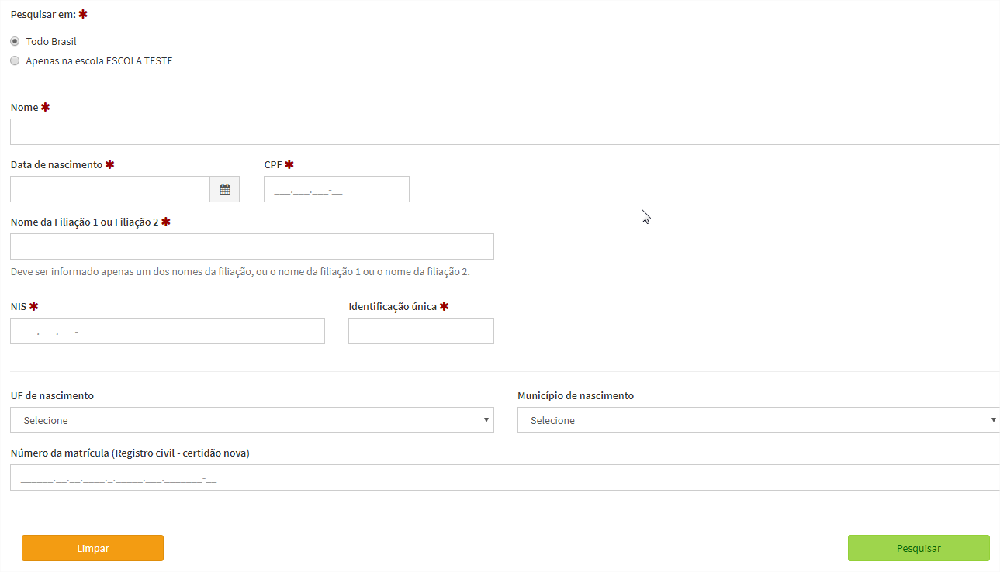 Pesquisar em: ✱
Todo Brasil
Apenas na escola ESCOLA TESTE
Nome ✱
Data de nascimento ✱ CPF ✱
___.___.___-__
Nome da Filiação 1 ou Filiação 2 ✱
Deve ser informado apenas um dos nomes da filiação, ou o nome da filiação 1 ou o nome da filiação 2.
NIS ✱ Identificação única ✱
___.___.___-__ ____________
UF de nascimento Município de nascimento
Selecione Selecione
Número da matrícula (Registro civil - certidão nova)
______.__.__.____._._____.___._______-__
Limpar Pesquisar